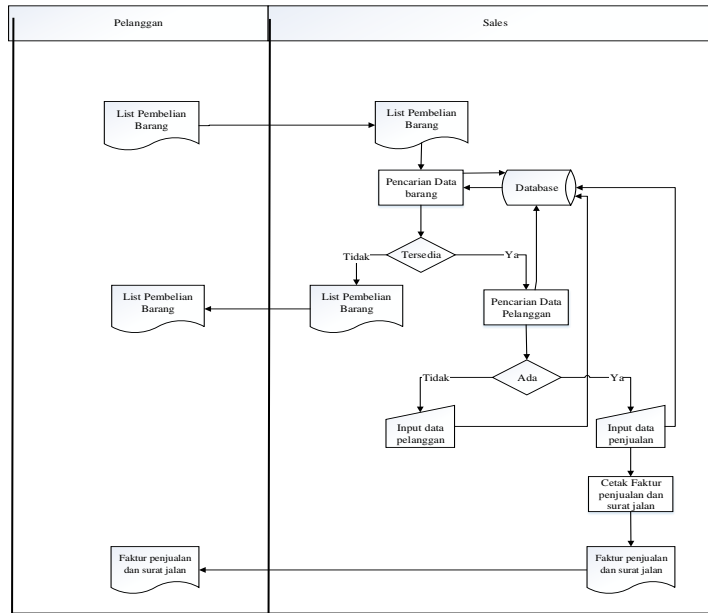 Pelanggan
Sales
List Pembelian
Barang
List Pembelian
Barang
Pencarian Data
barang
Database
Tersedia
Tidak
Ya
List Pembelian
Barang
List Pembelian
Barang
Pencarian Data
Pelanggan
Ada
Tidak
Ya
Input data
pelanggan
Input data
penjualan
Cetak Faktur
penjualan dan
surat jalan
Faktur penjualan
dan surat jalan
Faktur penjualan
dan surat jalan